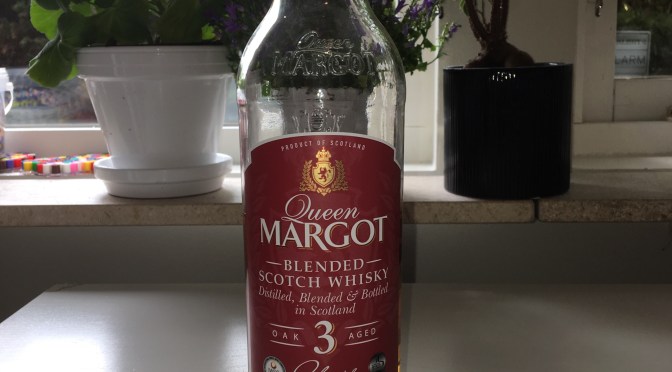 Queen
MARGOT
PRODUCT OF SCOTLAND
Queen
MARGOT
BLENDED
SCOTCH WHISKY
Distilled, Blended & Bottled
in Scotland
OAK 3 AGED